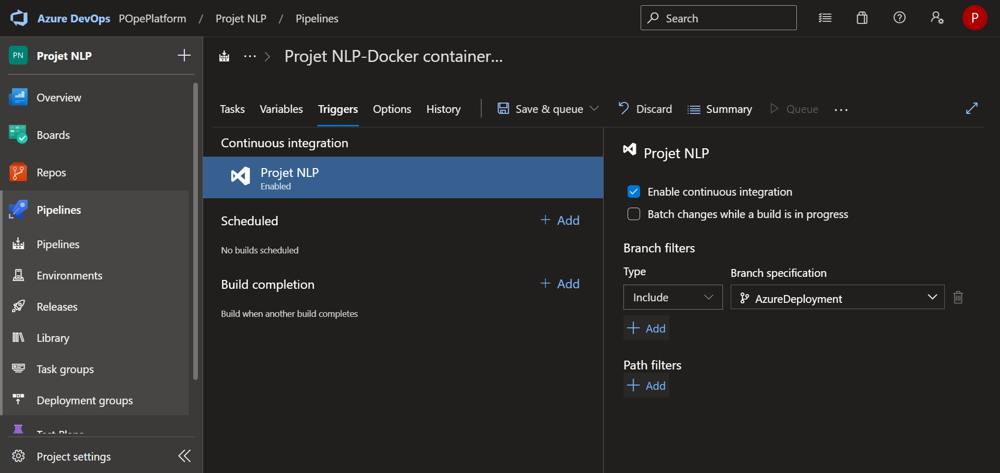 Azure DevOps POpePlatform / Projet NLP / Pipelines
Search
P
PN Projet NLP
Overview
Boards
Repos
Pipelines
Pipelines
Environments
Releases
Library
Task groups
Deployment groups
Test Plans
Project settings
... > Projet NLP-Docker container...
Tasks Variables Triggers Options History Save & queue Discard Summary Queue ...
Continuous integration
Projet NLP
Enabled
Scheduled
+ Add
No builds scheduled
Build completion
+ Add
Build when another build completes
Projet NLP
Enable continuous integration
Batch changes while a build is in progress
Branch filters
Type Branch specification
Include AzureDeployment
+ Add
Path filters
+ Add